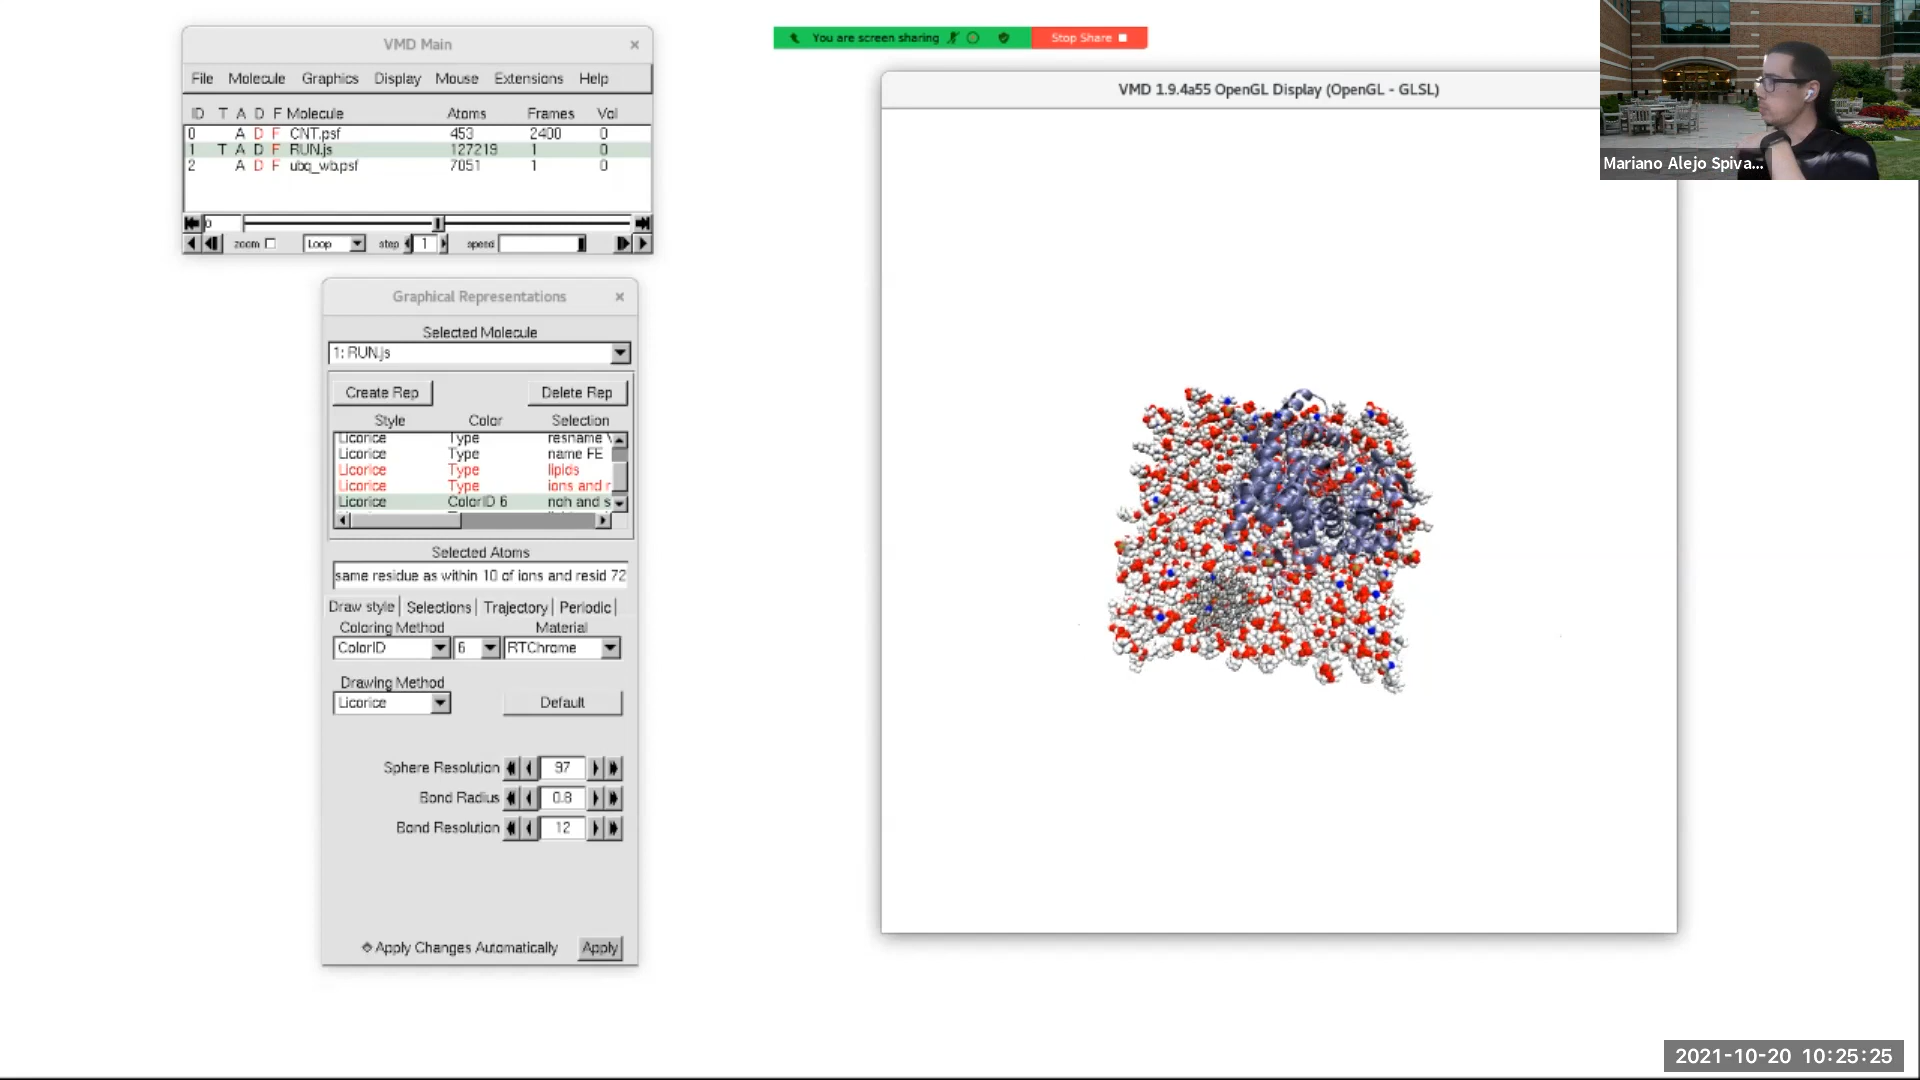 VMD Main
File Molecule Graphics Display Mouse Extensions Help
ID T A D F Molecule Atoms Frames Vol
0 A D F CNT.psf 453 2400 0
1 T A D F RUN.js 127219 1 0
2 A D F ubq_wb.psf 7051 1 0
0
zoom Loop step 1 speed
Graphical Representations
Selected Molecule
1: RUN.js
Create Rep Delete Rep
Style Color Selection
Licorice Type resname
Licorice Type name FE
Licorice Type lipids
Licorice Type ions and r
Licorice ColorID 6 noh and s
Selected Atoms
same residue as within 10 of ions and resid 72
Draw style Selections Trajectory Periodic
Coloring Method Material
ColorID 6 RTChrome
Drawing Method
Licorice Default
Sphere Resolution 97
Bond Radius 0.8
Bond Resolution 12
Apply Changes Automatically Apply
You are screen sharing Stop Share
VMD 1.9.4a55 OpenGL Display (OpenGL - GLSL)
Mariano Alejo Spiva...
2021-10-20 10:25:25